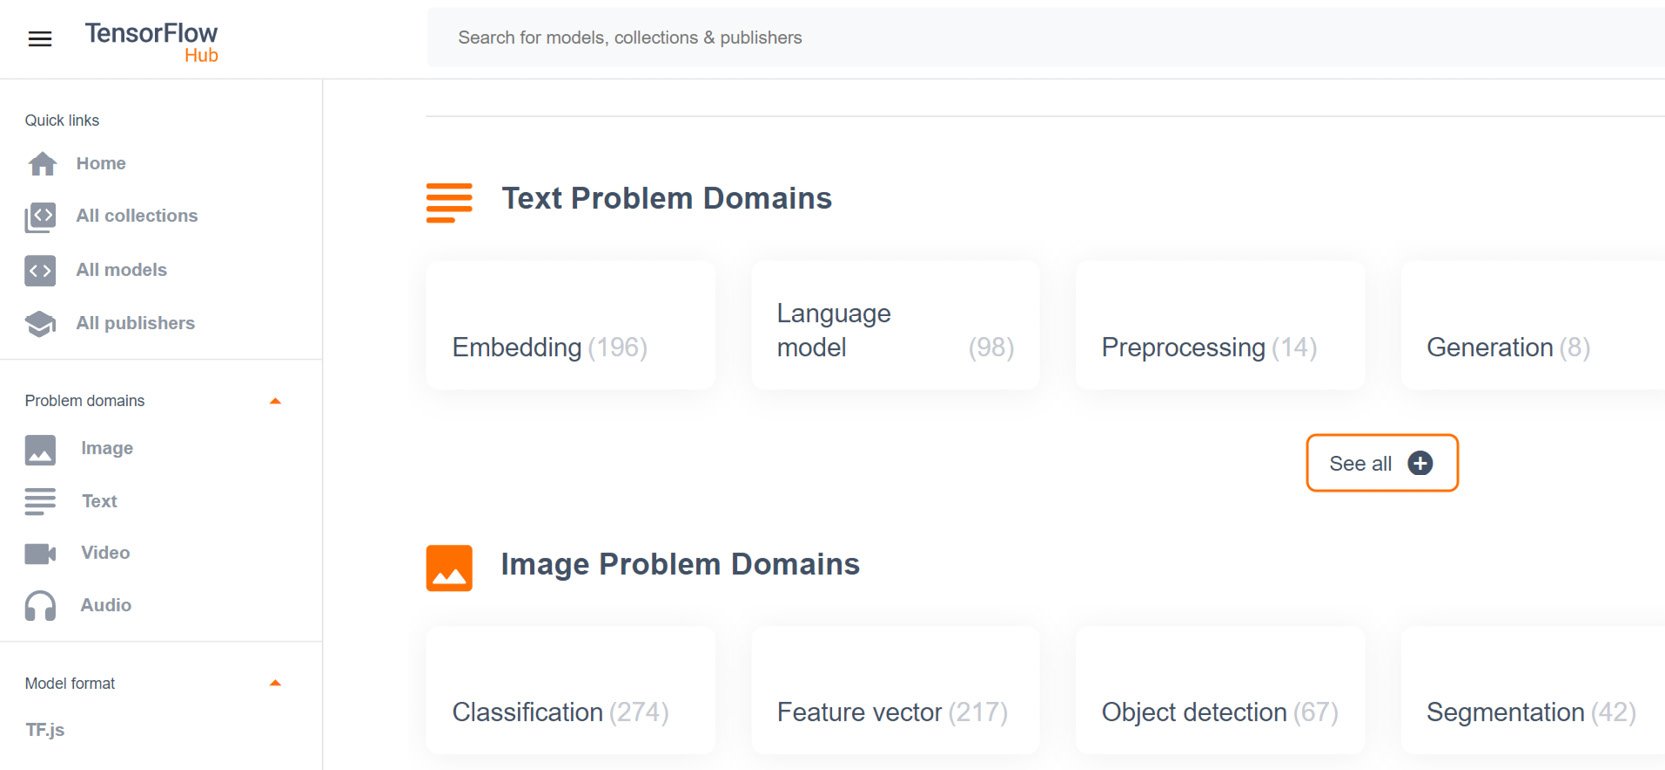 TensorFlow
Hub
Search for models, collections & publishers
Quick links
Home
All collections
All models
All publishers
Problem domains
Image
Text
Video
Audio
Model format
TF.js
Text Problem Domains
Embedding (196)
Language
model (98)
Preprocessing (14)
Generation (8)
See all
Image Problem Domains
Classification (274)
Feature vector (217)
Object detection (67)
Segmentation (42)